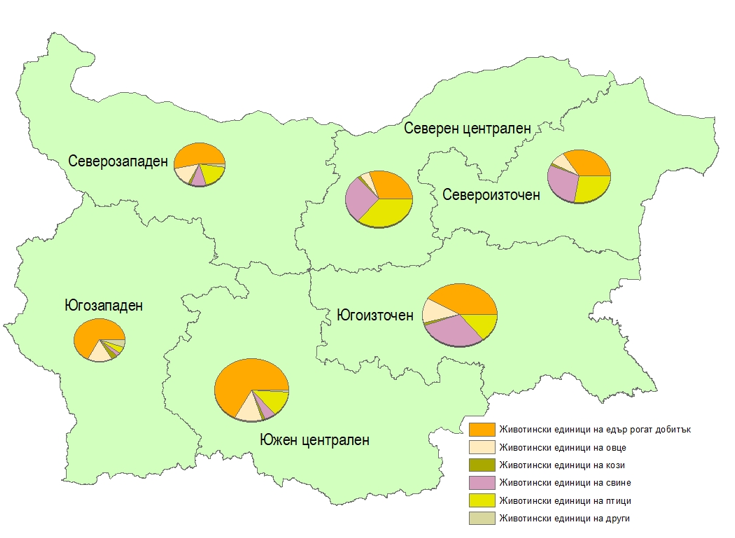 Северен централен
Северозападен
Североизточен
Югозападен
Югоизточен
Южен централен
Животински единици на едър рогат добитък
Животински единици на овце
Животински единици на кози
Животински единици на свине
Животински единици на птици
Животински единици на други